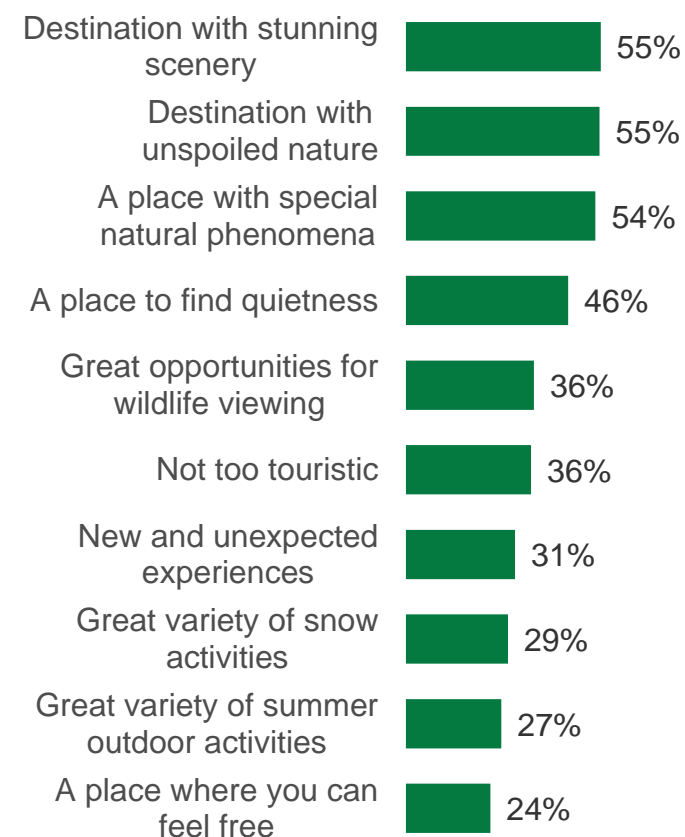 Destination with stunning
scenery
55%
Destination with
unspoiled nature
55%
A place with special
natural phenomena
54%
A place to find quietness
46%
Great opportunities for
wildlife viewing
36%
Not too touristic
36%
New and unexpected
experiences
31%
Great variety of snow
activities
29%
Great variety of summer
outdoor activities
27%
A place where you can
feel free
24%